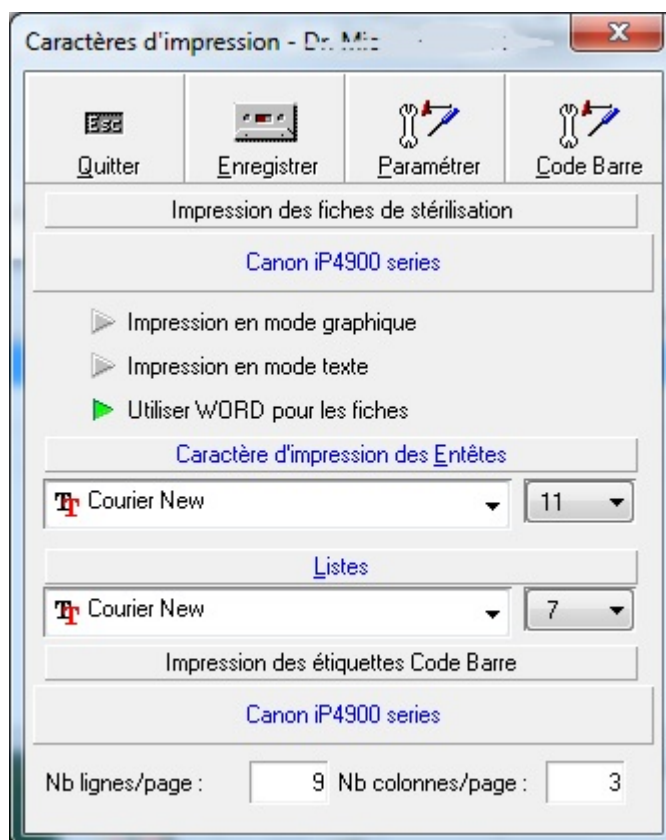 Caractères d'impression - Dr.
Esc
Quitter Enregistrer Paramétrer Code Barre
Impression des fiches de stérilisation
Canon iP4900 series
Impression en mode graphique
Impression en mode texte
Utiliser WORD pour les fiches
Caractère d'impression des Entêtes
Courier New 11
Listes
Courier New 7
Impression des étiquettes Code Barre
Canon iP4900 series
Nb lignes/page : 9 Nb colonnes/page : 3